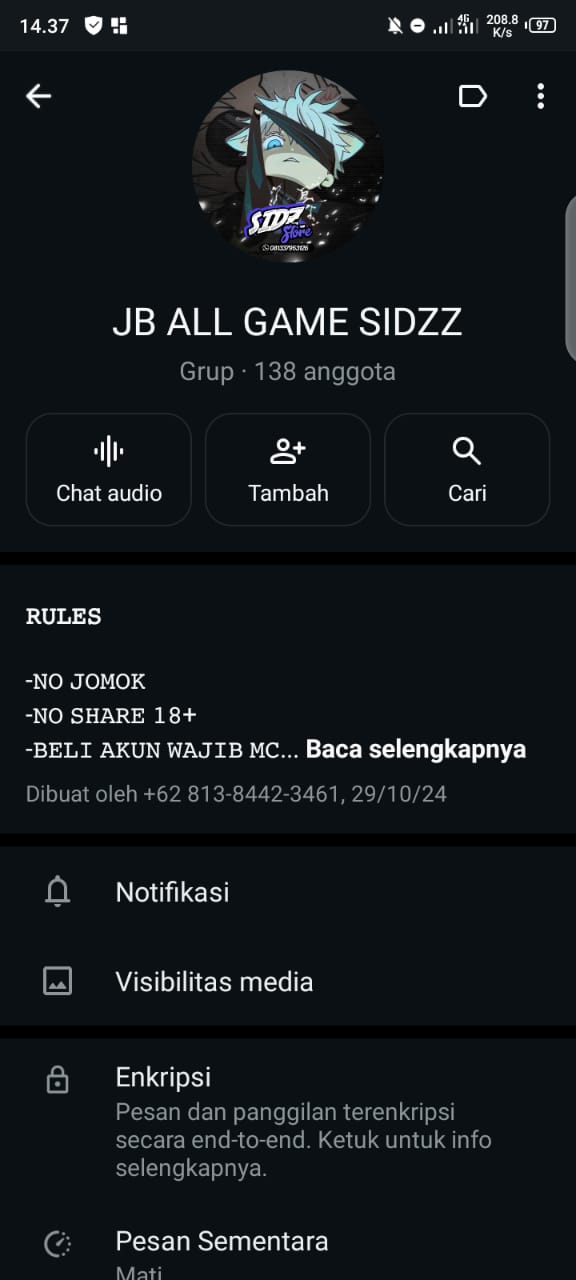 14.37
4G
208.8
K/s
97
SIDZ
Store
JB ALL GAME SIDZZ
Grup · 138 anggota
Chat audio
Tambah
Cari
RULES
-NO JOMOK
-NO SHARE 18+
-BELI AKUN WAJIB MC... Baca selengkapnya
Dibuat oleh +62 813-8442-3461, 29/10/24
Notifikasi
Visibilitas media
Enkripsi
Pesan dan panggilan terenkripsi
secara end-to-end. Ketuk untuk info
selengkapnya.
Pesan Sementara
Mati